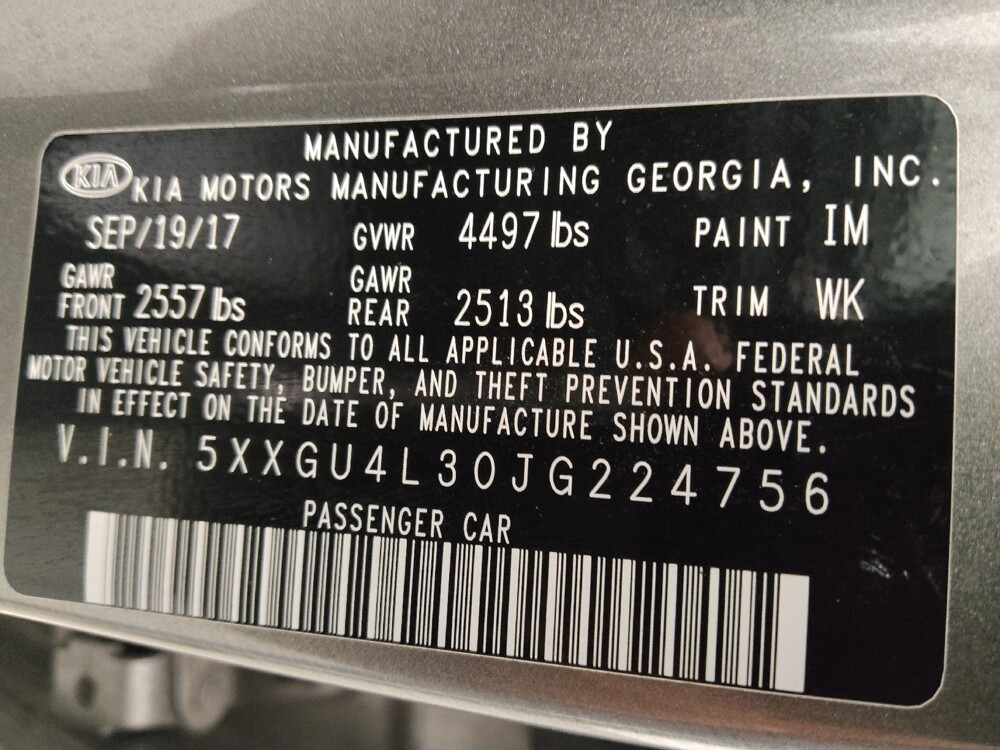 MANUFACTURED BY
KIA KIA MOTORS MANUFACTURING GEORGIA, INC.
SEP/19/17 GVWR 4497 lbs PAINT IM
GAWR FRONT 2557 lbs GAWR REAR 2513 lbs TRIM WK
THIS VEHICLE CONFORMS TO ALL APPLICABLE U.S.A. FEDERAL
MOTOR VEHICLE SAFETY, BUMPER, AND THEFT PREVENTION STANDARDS
IN EFFECT ON THE DATE OF MANUFACTURE SHOWN ABOVE.
V.I.N. 5XXGU4L30JG224756
PASSENGER CAR